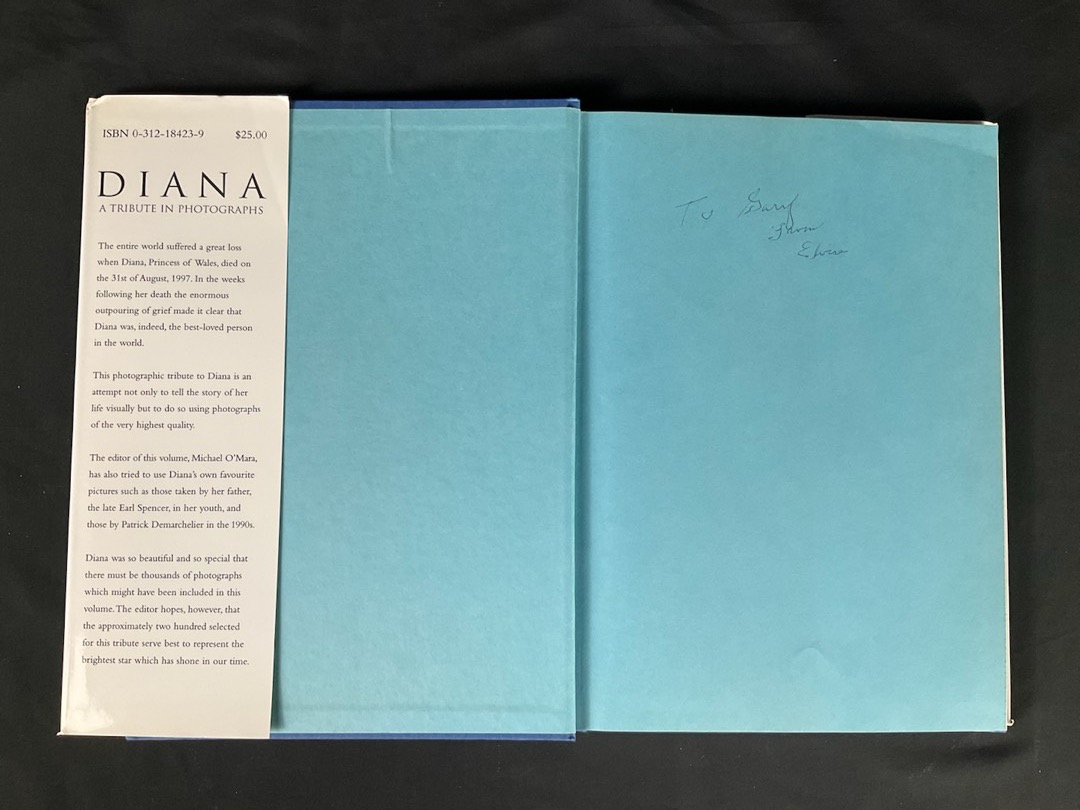 ISBN 0-312-18423-9 $25.00
DIANA
A TRIBUTE IN PHOTOGRAPHS
The entire world suffered a great loss
when Diana, Princess of Wales, died on
the 31st of August, 1997. In the weeks
following her death the enormous
outpouring of grief made it clear that
Diana was, indeed, the best-loved person
in the world.
This photographic tribute to Diana is an
attempt not only to tell the story of her
life visually but to do so using photographs
of the very highest quality.
The editor of this volume, Michael O'Mara,
has also tried to use Diana's own favourite
pictures such as those taken by her father,
the late Earl Spencer, in her youth, and
those by Patrick Demarchelier in the 1990s.
Diana was so beautiful and so special that
there must be thousands of photographs
which might have been included in this
volume. The editor hopes, however, that
the approximately two hundred selected
for this tribute serve best to represent the
brightest star which has shone in our time.
To Gary
From